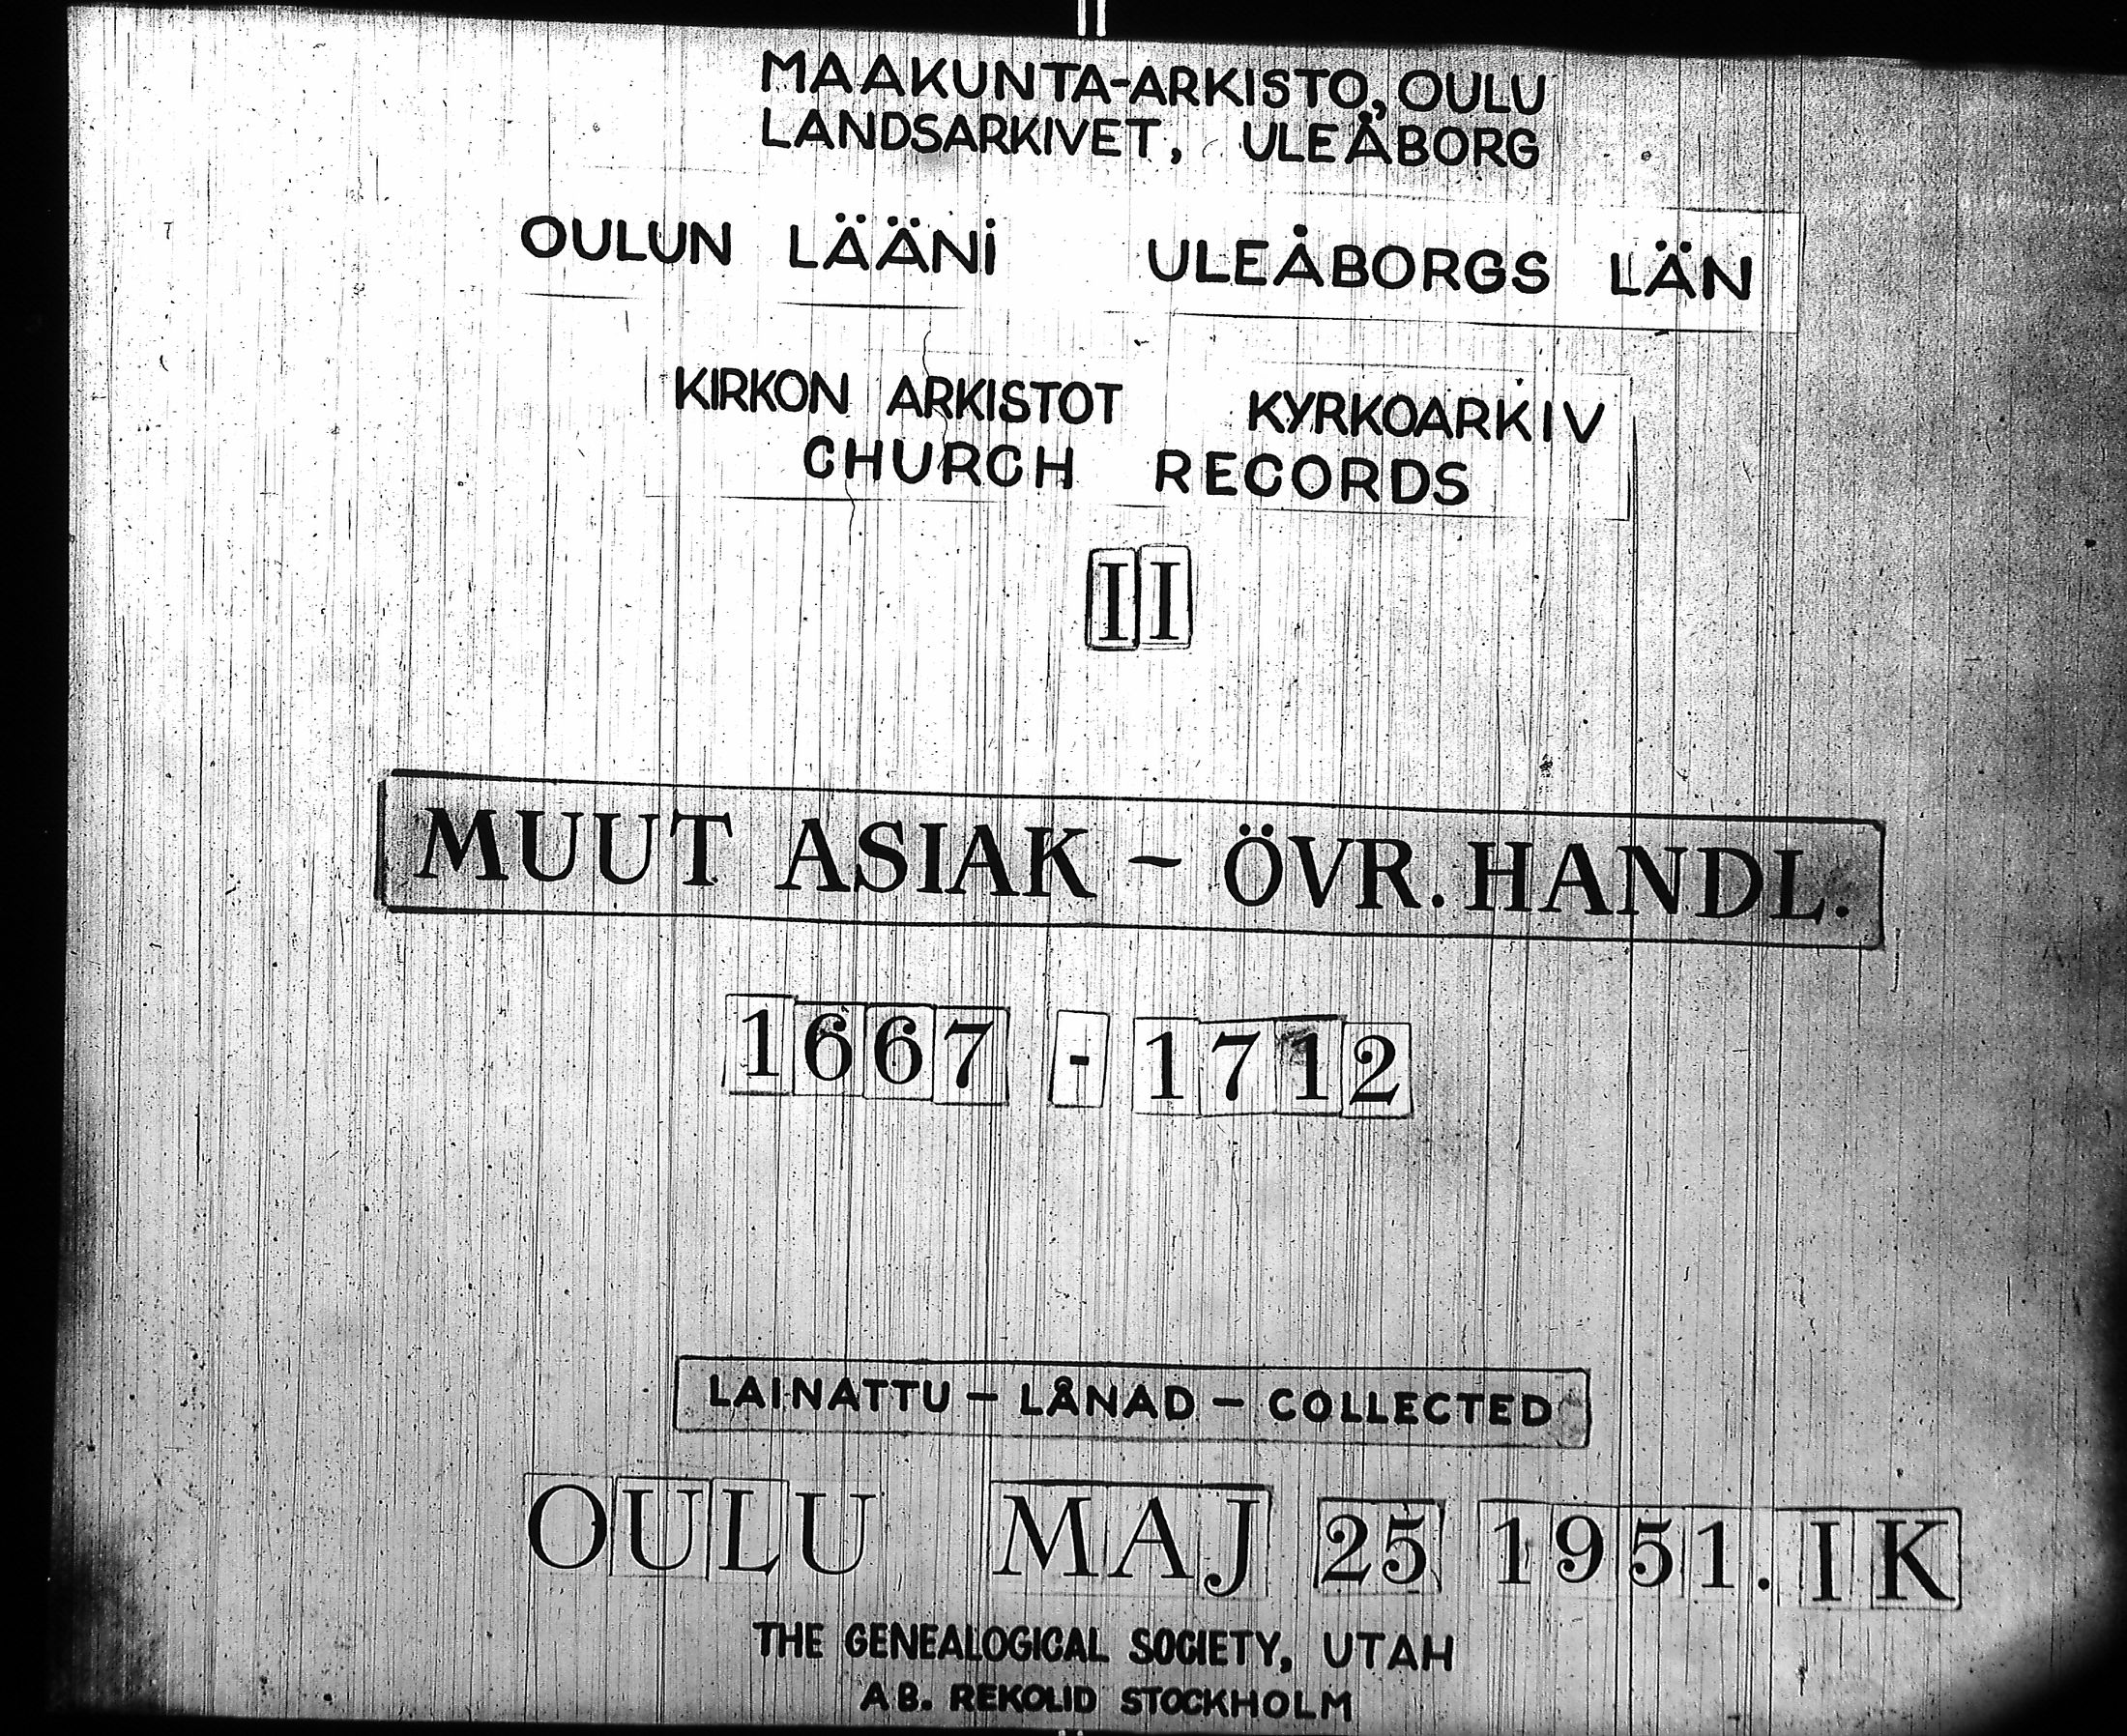 MAAKUNTA-ARKISTO, OULU
LANDSARKIVET, ULEÅBORG
OULUN LÄÄNI ULEÅBORGS LÄN
KIRKON ARKISTOT KYRKOARKIV
CHURCH RECORDS
II
MUUT ASIAK - ÖVR. HANDL.
1667 - 1712
LAINATTU - LÅNAD - COLLECTED
OULU MAJ 25 1951. IK
THE GENEALOGICAL SOCIETY, UTAH
AB. REKOLID STOCKHOLM